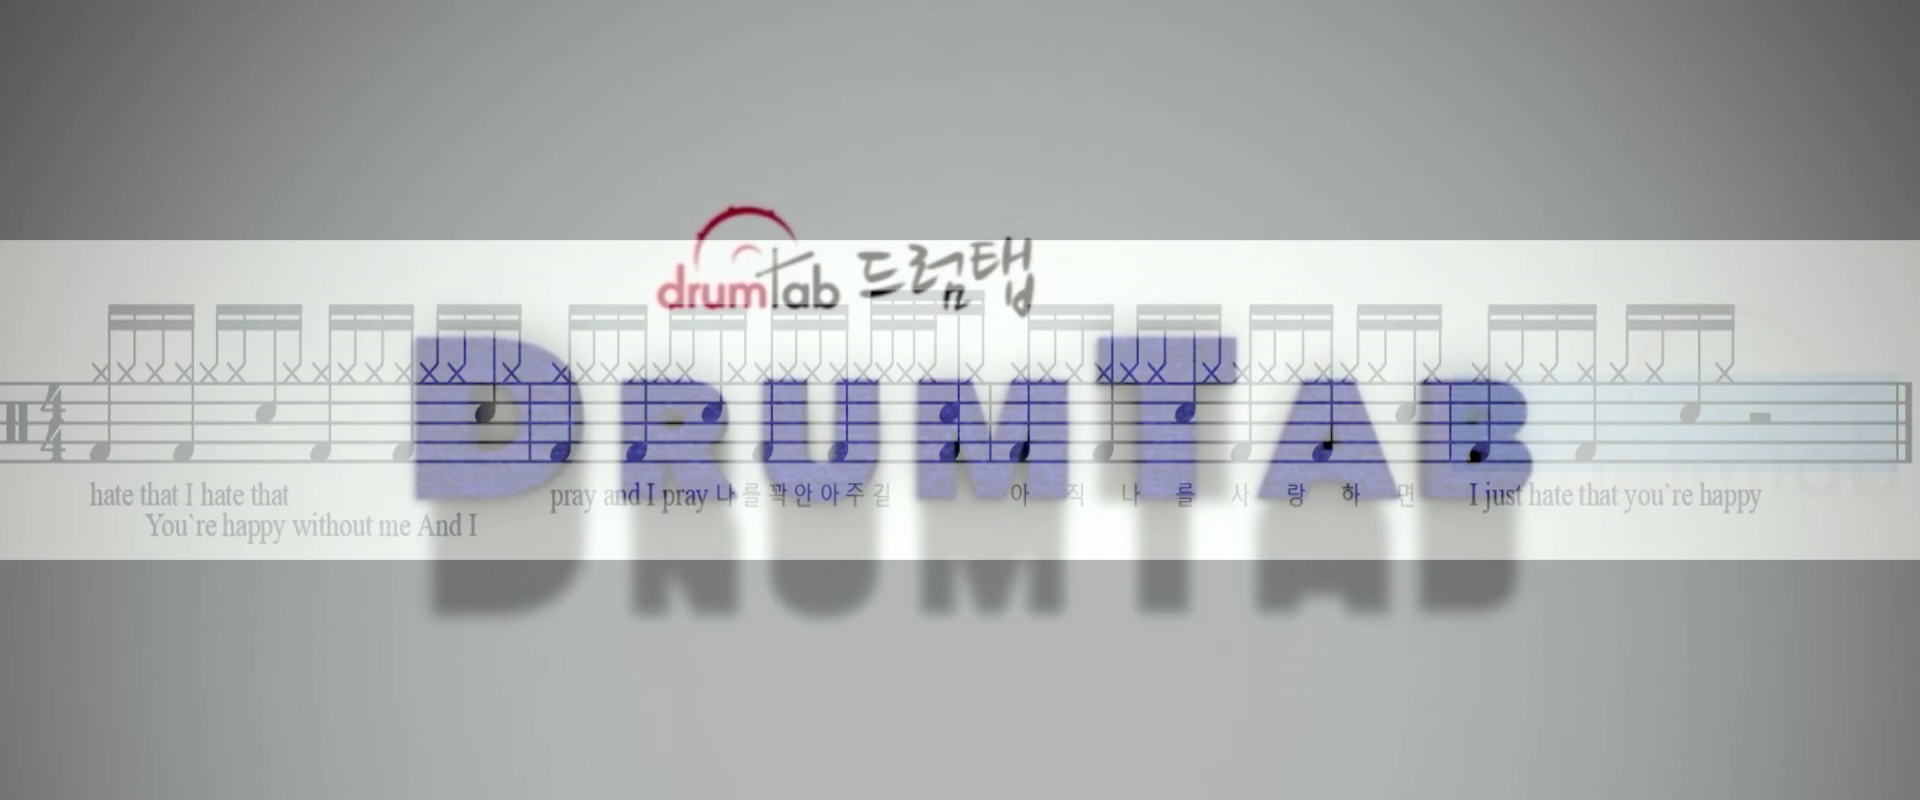 drumtab 드럼탭
DRUMTAB
4
4
hate that I hate that pray and I pray 나를 꽉 안아주길 아직 나를 사랑하면 I just hate that you`re happy
You`re happy without me And I